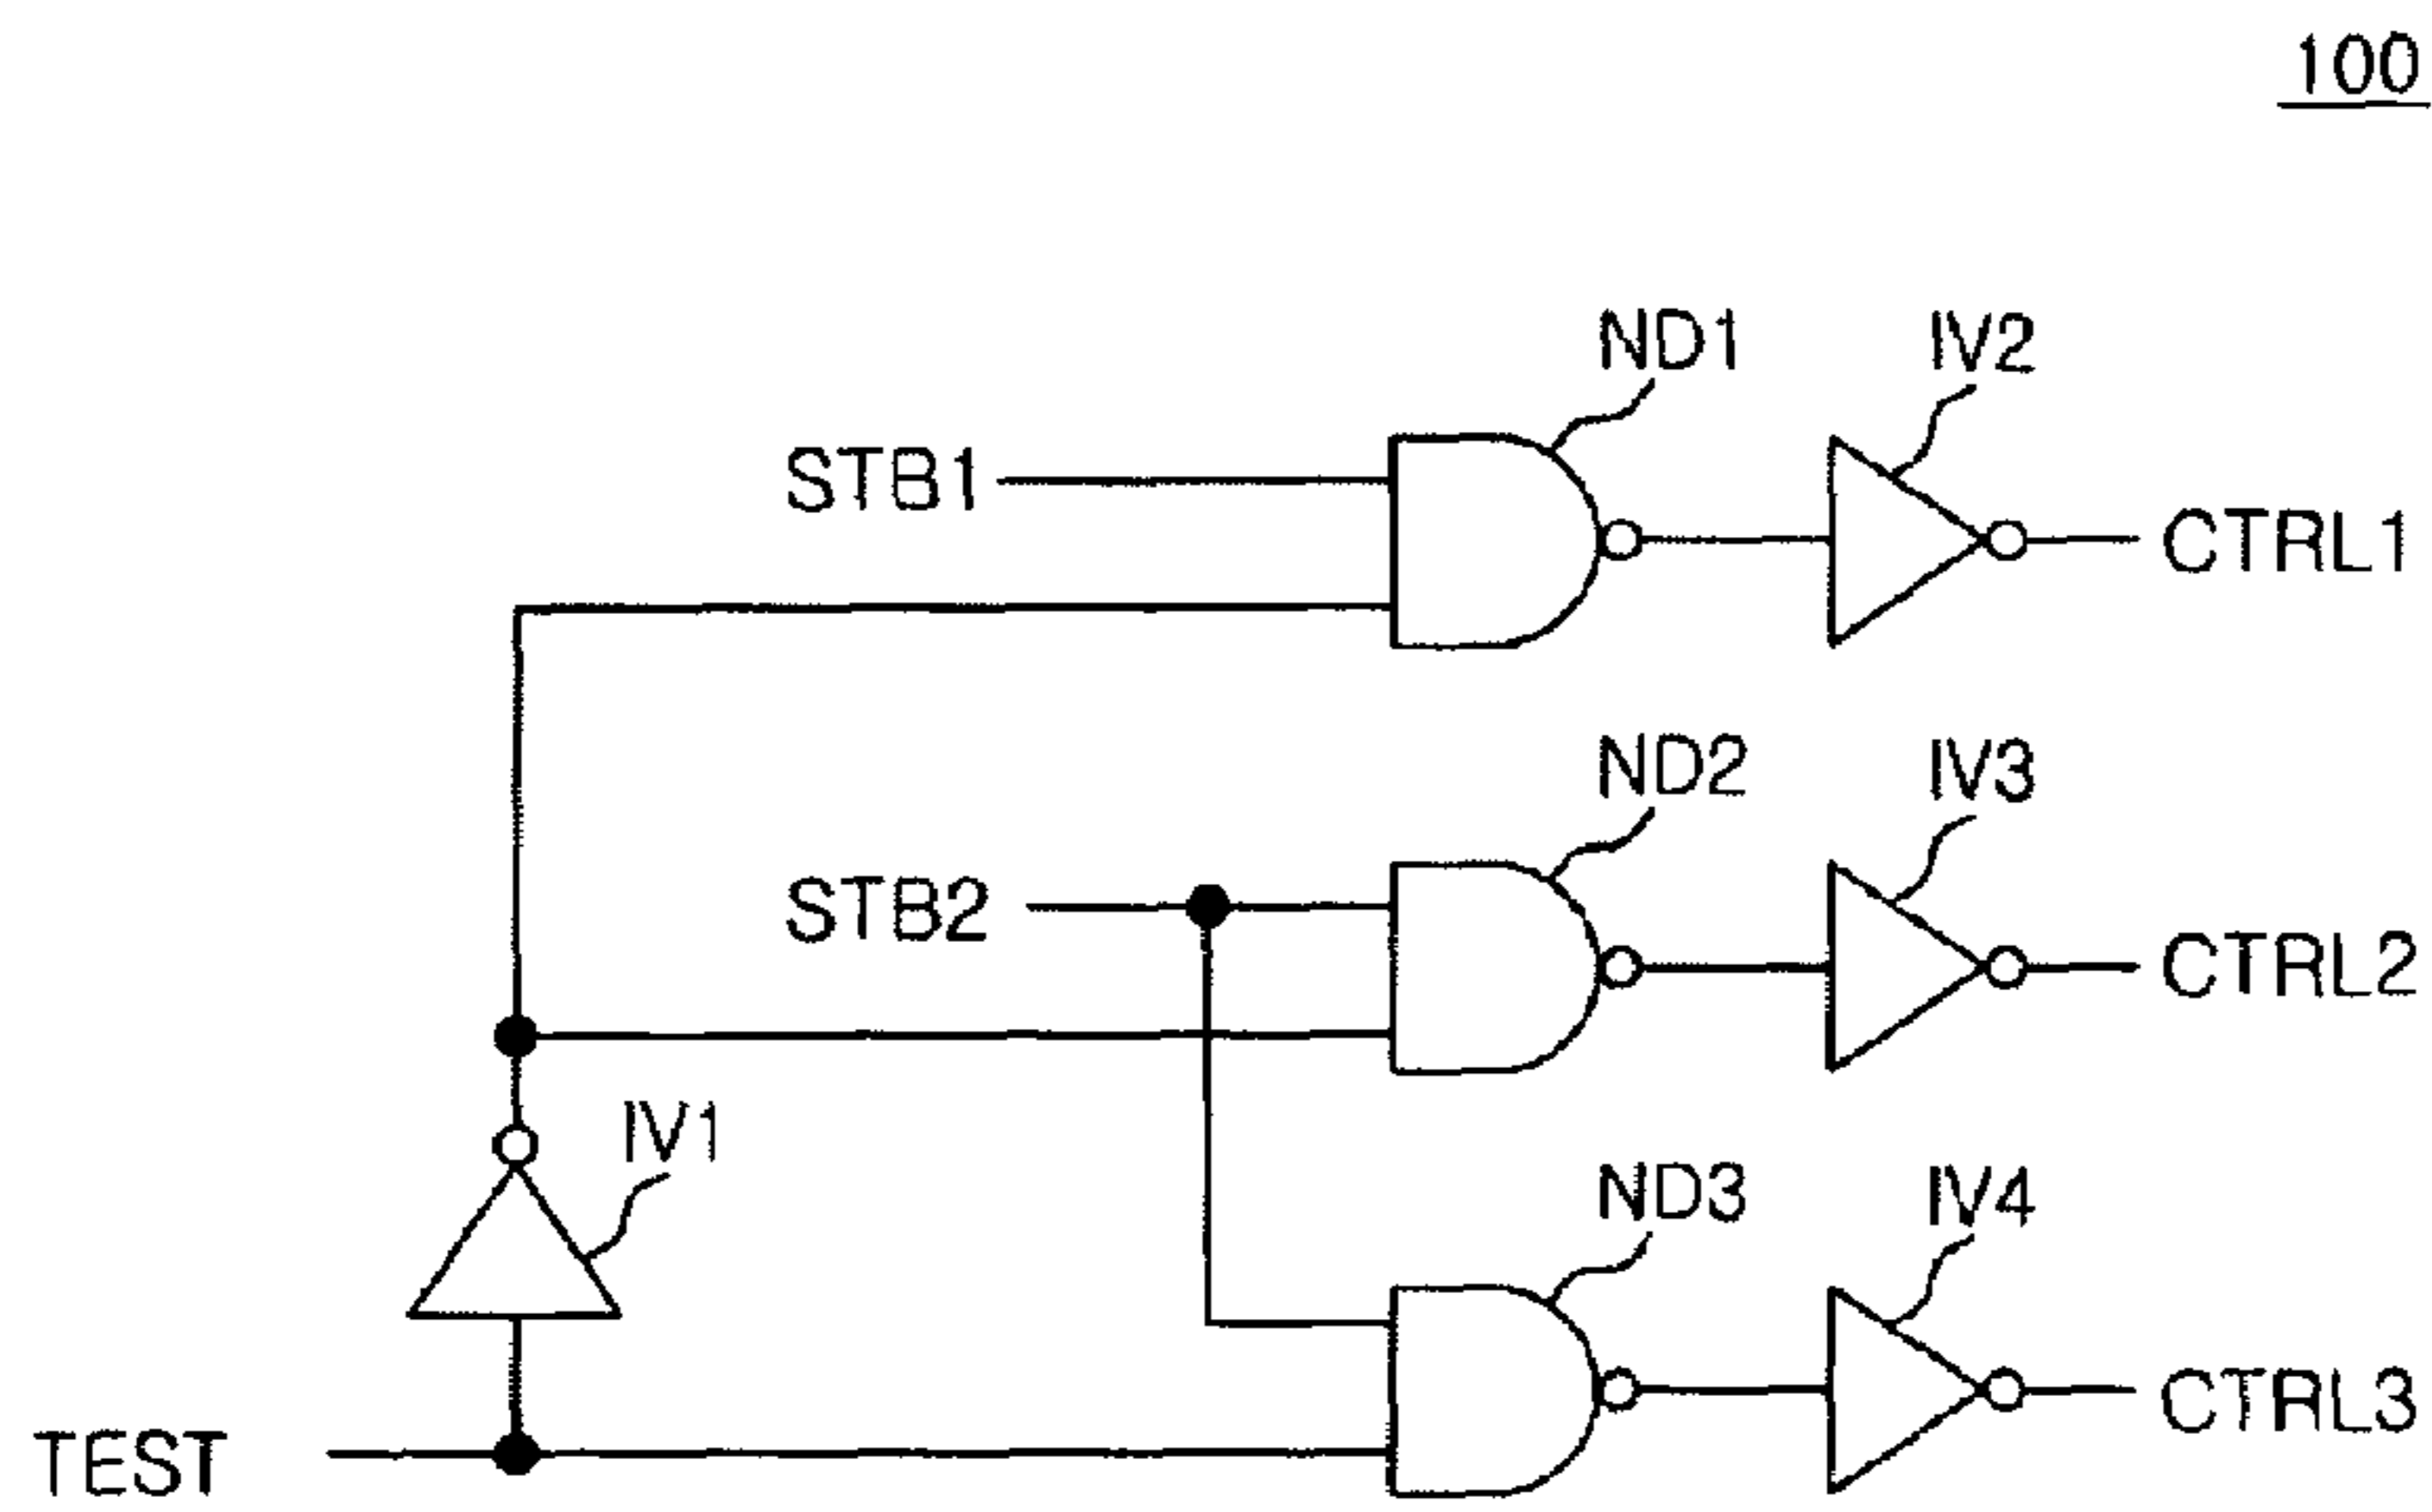 100
ND1
IV2
STB1
CTRL1
ND2
IV3
STB2
CTRL2
IV1
ND3
IV4
CTRL3
TEST